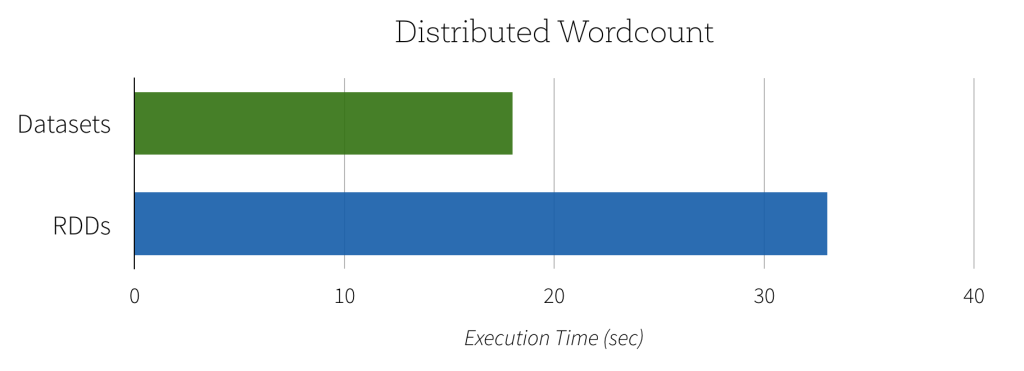 Distributed Wordcount
Datasets
RDDs
0 10 20 30 40
Execution Time (sec)